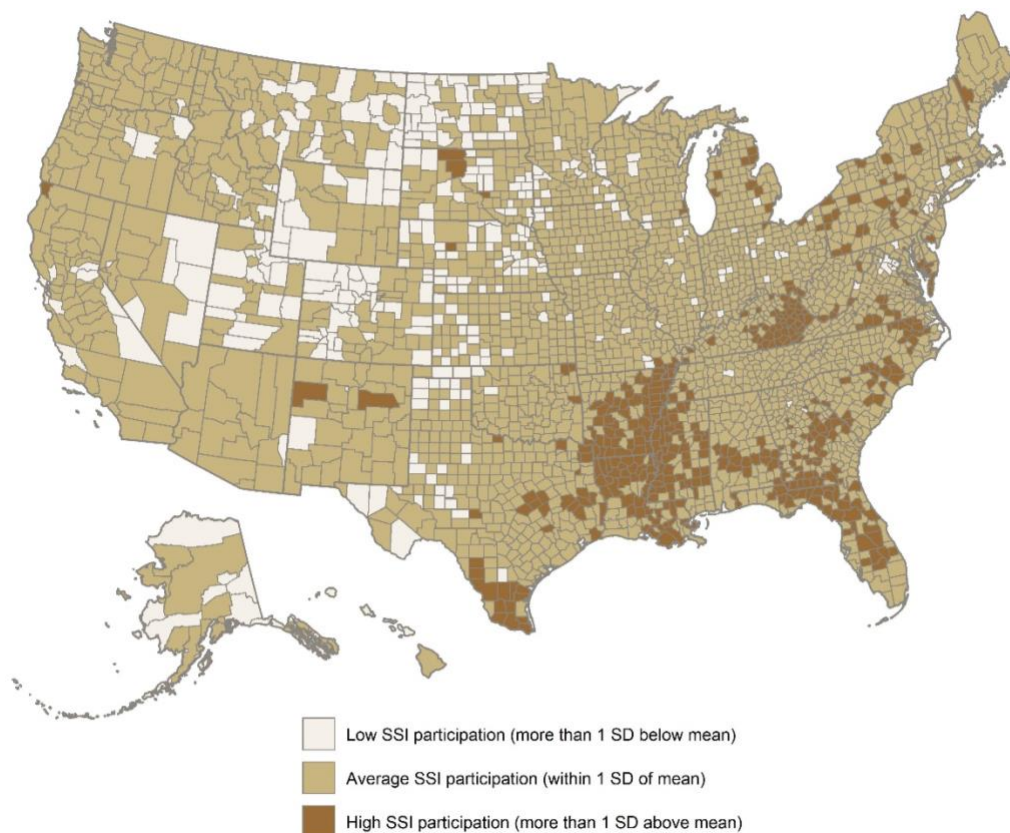 Low SSI participation (more than 1 SD below mean)
Average SSI participation (within 1 SD of mean)
High SSI participation (more than 1 SD above mean)